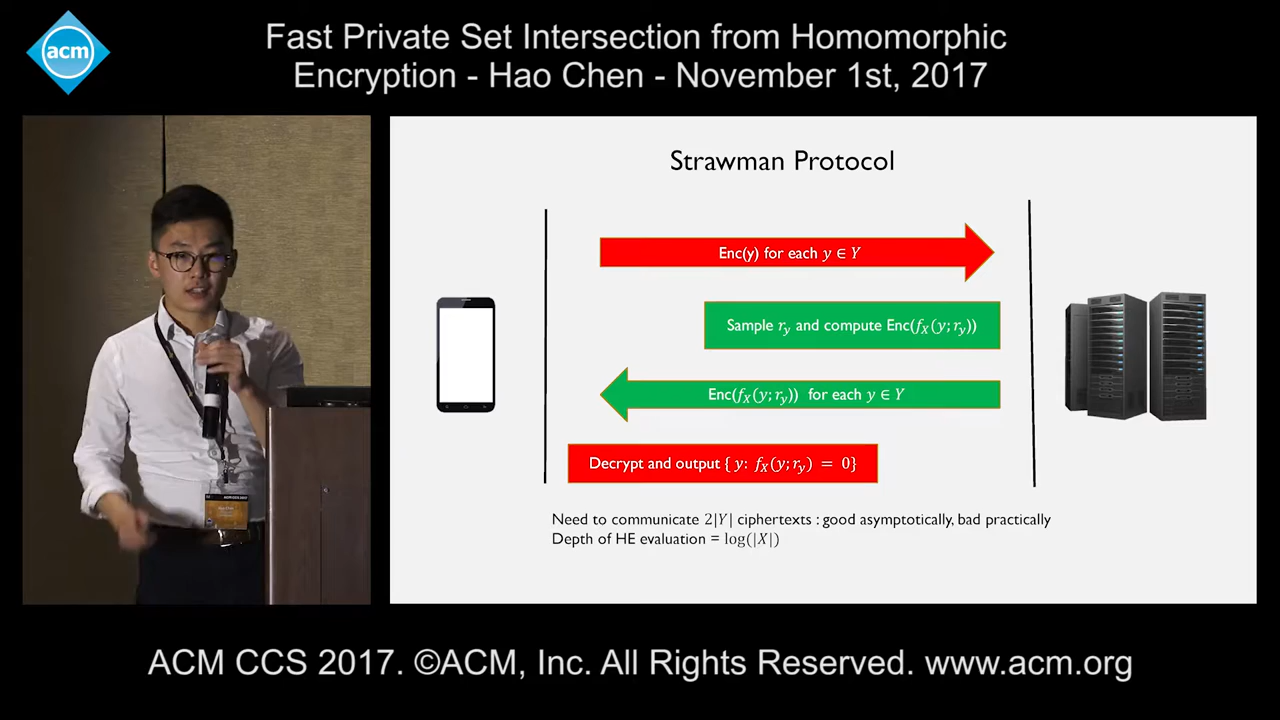 acm
Fast Private Set Intersection from Homomorphic
Encryption - Hao Chen - November 1st, 2017
Strawman Protocol
Enc(y) for each 𝑦 ∈ 𝑌
Sample 𝑟_𝑦 and compute Enc(𝑓_𝑋(𝑦; 𝑟_𝑦))
Enc(𝑓_𝑋(𝑦; 𝑟_𝑦)) for each 𝑦 ∈ 𝑌
Decrypt and output { 𝑦: 𝑓_𝑋(𝑦; 𝑟_𝑦) = 0}
Need to communicate 2|𝑌| ciphertexts : good asymptotically, bad practically
Depth of HE evaluation = log(|𝑋|)
ACM CCS 2017. ©ACM, Inc. All Rights Reserved. www.acm.org